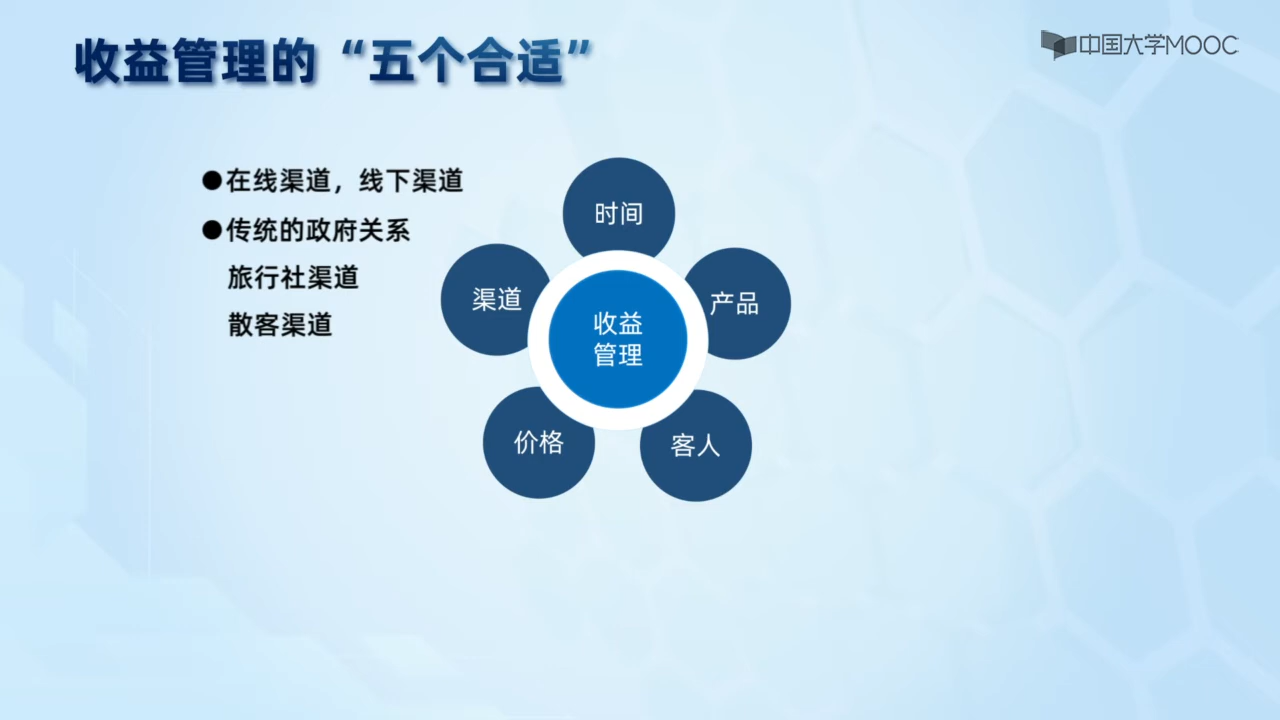 收益管理的“五个合适”
中国大学MOOC
●在线渠道，线下渠道
●传统的政府关系
旅行社渠道
散客渠道
时间
渠道
产品
收益
管理
价格
客人